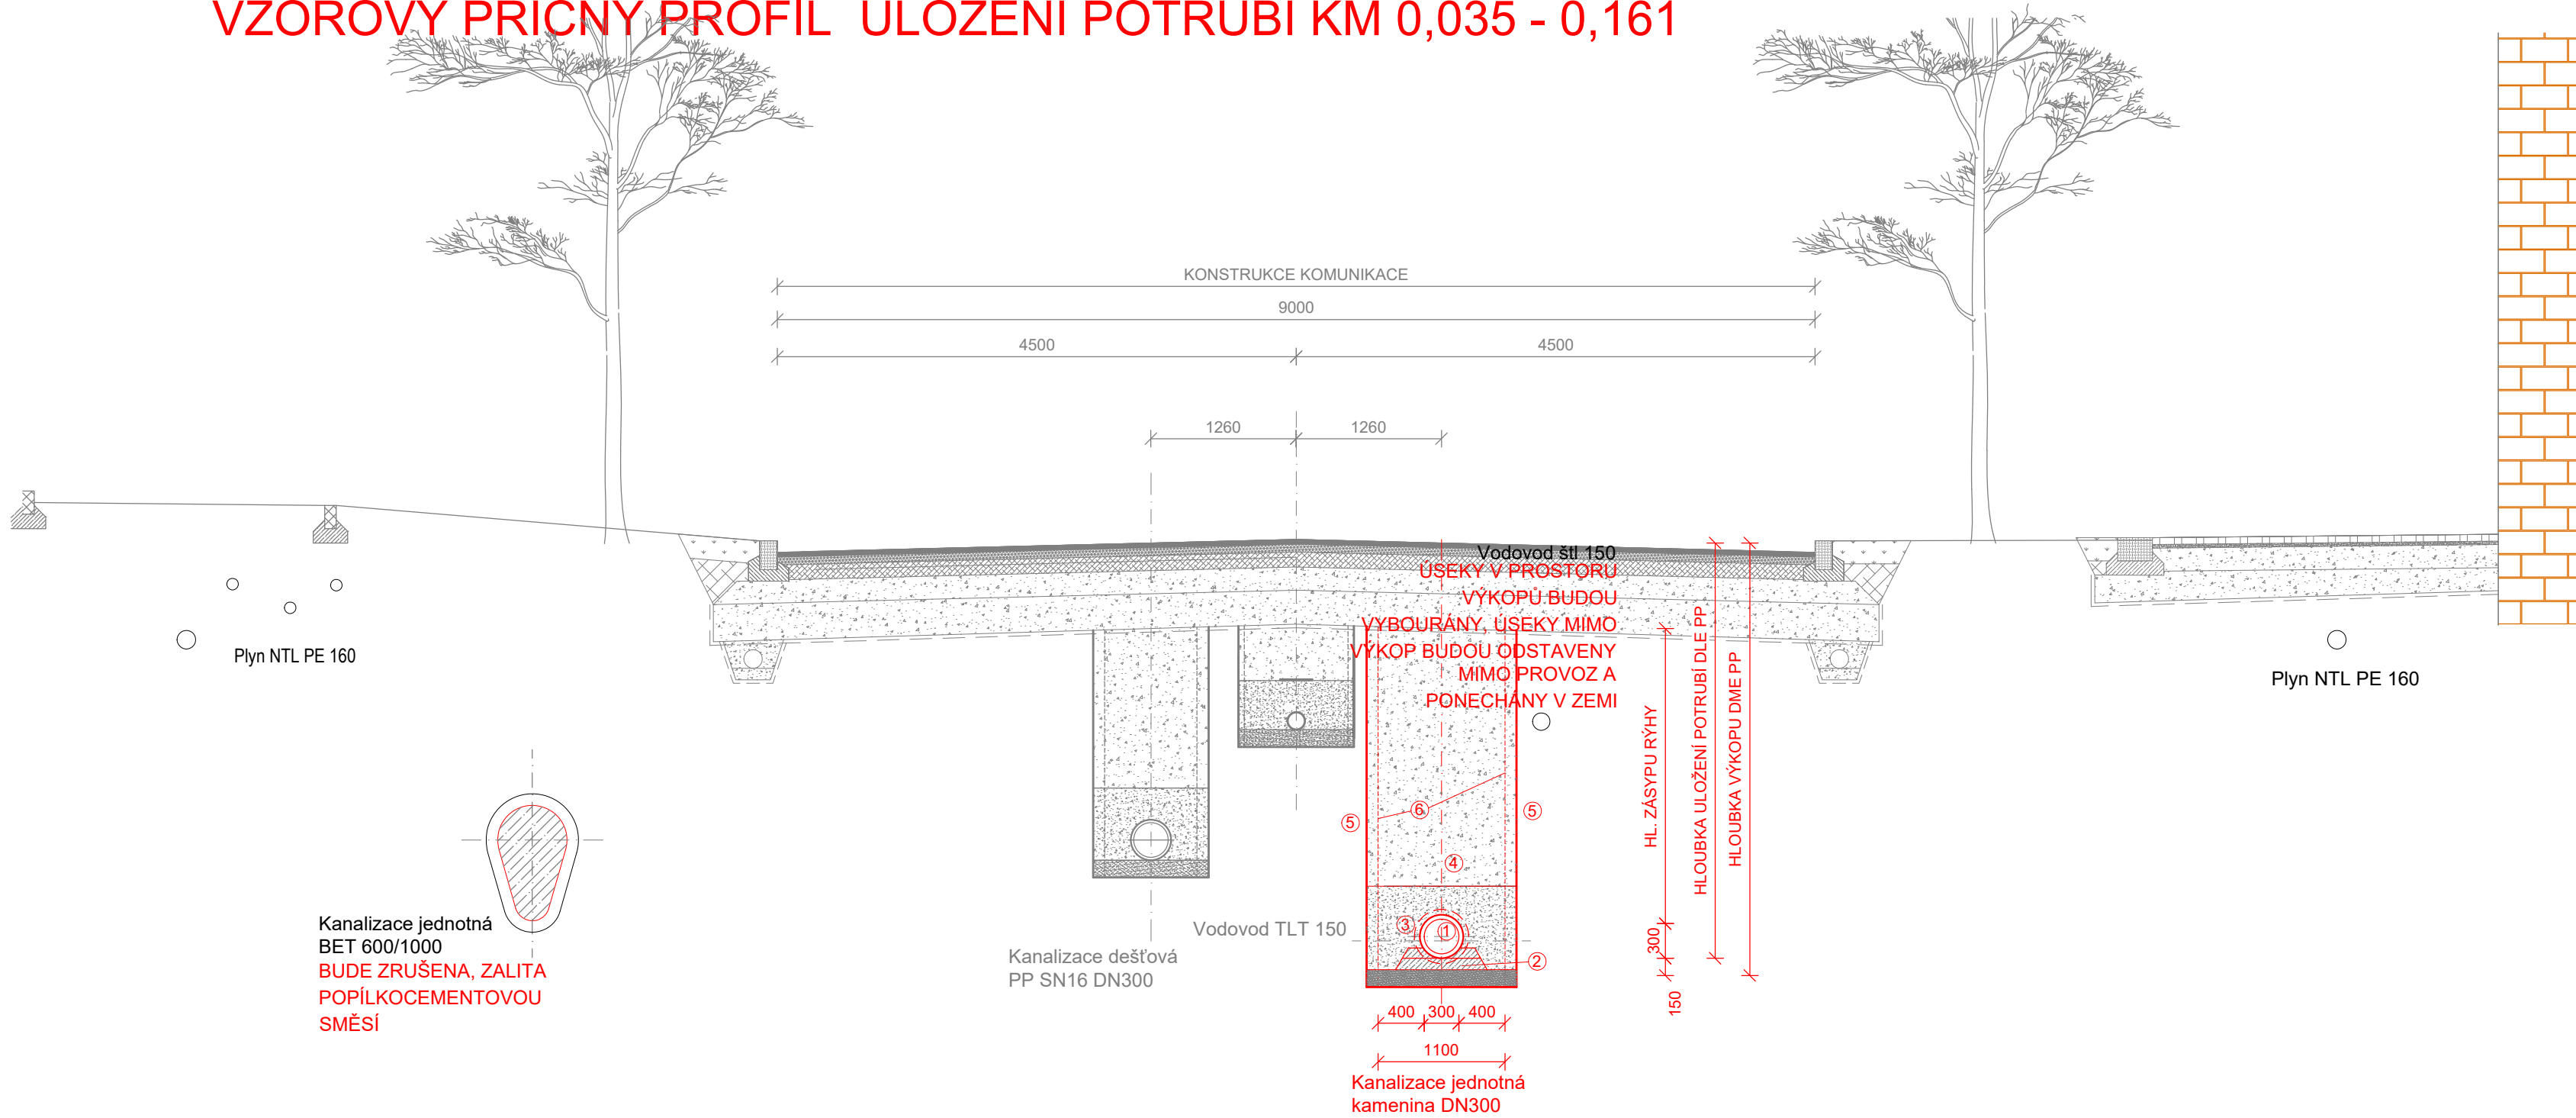 VZOROVÝ PŘÍČNÝ PROFIL ULOŽENÍ POTRUBÍ KM 0,035 - 0,161
KONSTRUKCE KOMUNIKACE
9000
4500
4500
1260
1260
Vodovod štl 150
ÚSEKY V PROSTORU
VÝKOPU BUDOU
VYBOURÁNY, ÚSEKY MIMO
VÝKOP BUDOU ODSTAVENY
MIMO PROVOZ A
PONECHÁNY V ZEMI
Plyn NTL PE 160
Plyn NTL PE 160
HL. ZÁSYPU RÝHY
HLOUBKA ULOŽENÍ POTRUBÍ DLE PP
HLOUBKA VÝKOPU DME PP
300
150
5
6
5
4
3
1
2
Kanalizace jednotná
BET 600/1000
BUDE ZRUŠENA, ZALITA
POPÍLKOCEMENTOVOU
SMĚSÍ
Vodovod TLT 150
Kanalizace dešťová
PP SN16 DN300
400
300
400
1100
Kanalizace jednotná
kamenina DN300